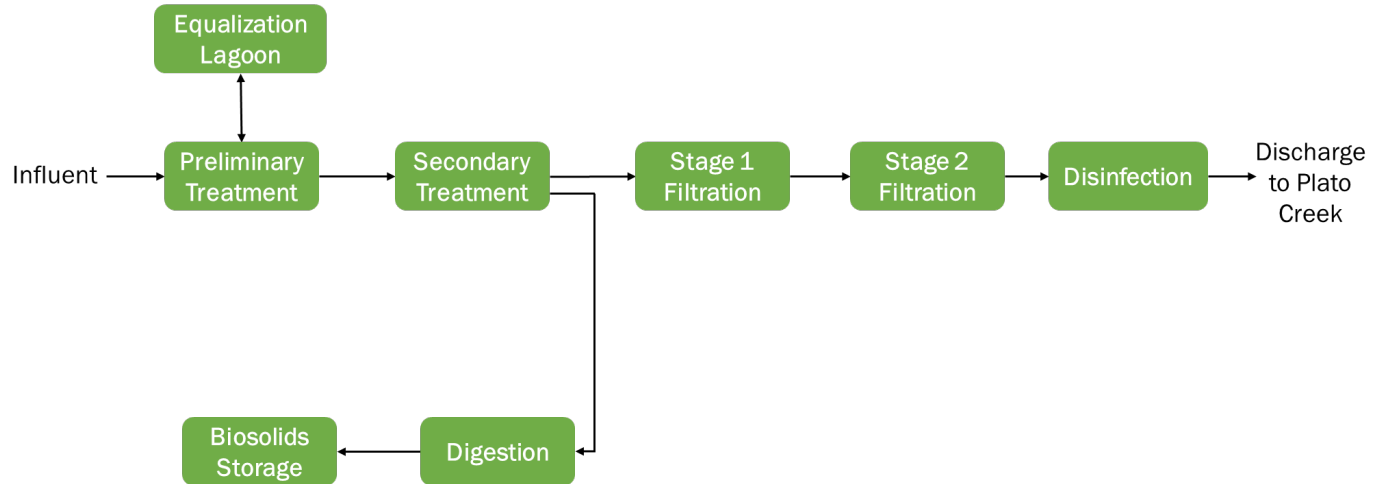 Equalization
Lagoon
Influent
Preliminary
Treatment
Secondary
Treatment
Stage 1
Filtration
Stage 2
Filtration
Disinfection
Discharge
to Plato
Creek
Biosolids
Storage
Digestion